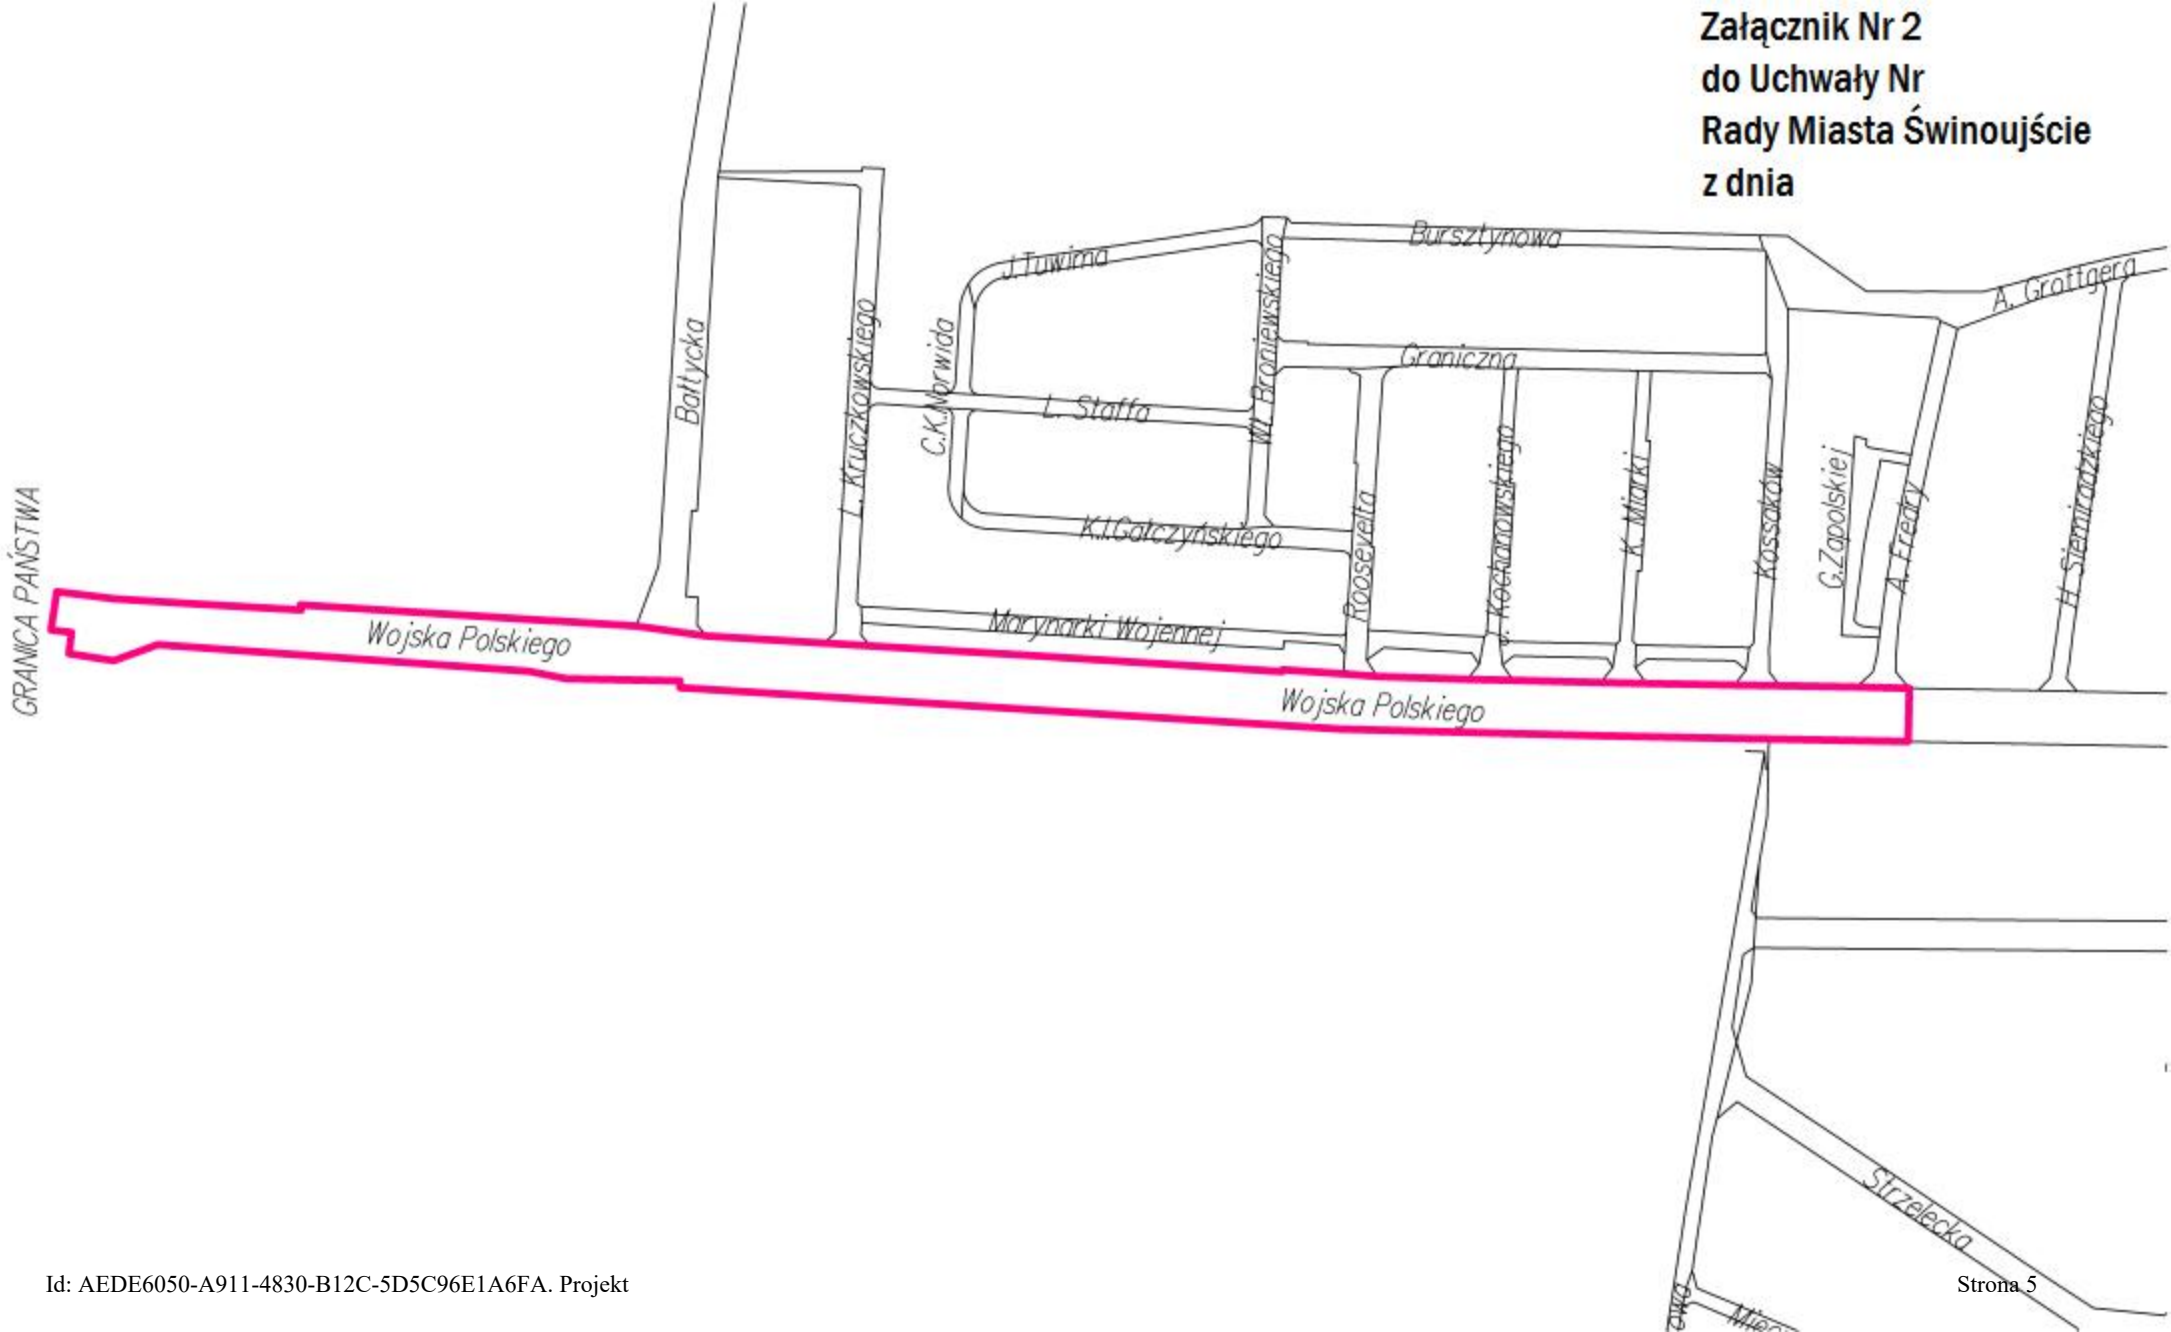 Załącznik Nr 2
do Uchwały Nr
Rady Miasta Świnoujście
z dnia
Bursztynowa
J.Tuwima
A. Grottgera
Wł. Broniewskiego
Bałtycka
L. Kruczkowskiego
C.K.Norwida
Graniczna
L. Staffa
K.I.Gałczyńskiego
Roosevelta
J. Kochanowskiego
K. Miarki
Kossaków
G.Zapolskiej
A. Fredry
H. Siemiradzkiego
GRANICA PAŃSTWA
Marynarki Wojennej
Wojska Polskiego
Wojska Polskiego
Strzelecka
Id: AEDE6050-A911-4830-B12C-5D5C96E1A6FA. Projekt
Strona 5